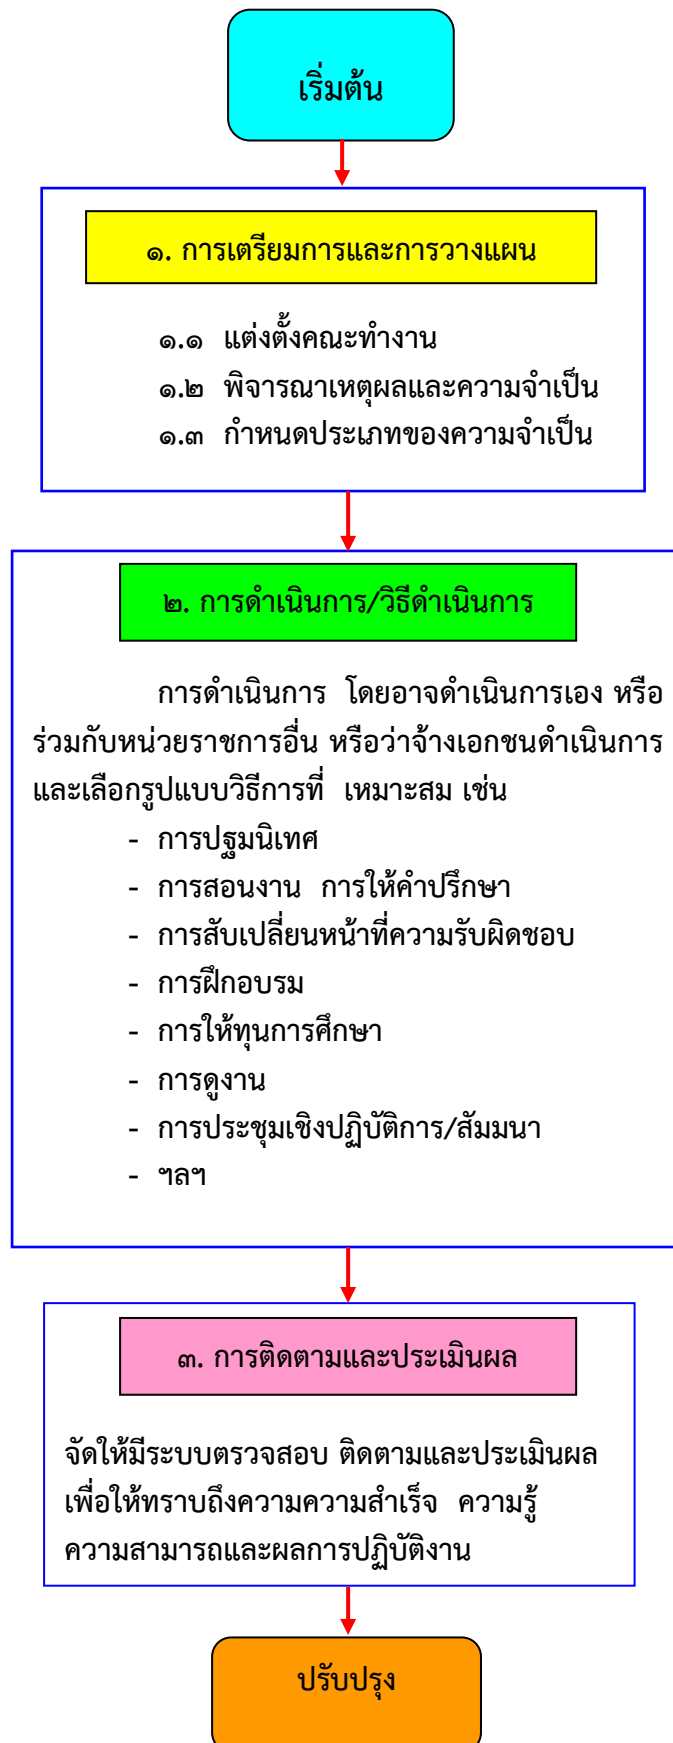 เริ่มต้น
๑. การเตรียมการและการวางแผน
๑.๑ แต่งตั้งคณะทำงาน
๑.๒ พิจารณาเหตุผลและความจำเป็น
๑.๓ กำหนดประเภทของความจำเป็น
๒. การดำเนินการ/วิธีดำเนินการ
การดำเนินการ โดยอาจดำเนินการเอง หรือ
ร่วมกับหน่วยราชการอื่น หรือว่าจ้างเอกชนดำเนินการ
และเลือกรูปแบบวิธีการที่ เหมาะสม เช่น
- การปฐมนิเทศ
- การสอนงาน การให้คำปรึกษา
- การสับเปลี่ยนหน้าที่ความรับผิดชอบ
- การฝึกอบรม
- การให้ทุนการศึกษา
- การดูงาน
- การประชุมเชิงปฏิบัติการ/สัมมนา
- ฯลฯ
๓. การติดตามและประเมินผล
จัดให้มีระบบตรวจสอบ ติดตามและประเมินผล
เพื่อให้ทราบถึงความความสำเร็จ ความรู้
ความสามารถและผลการปฏิบัติงาน
ปรับปรุง